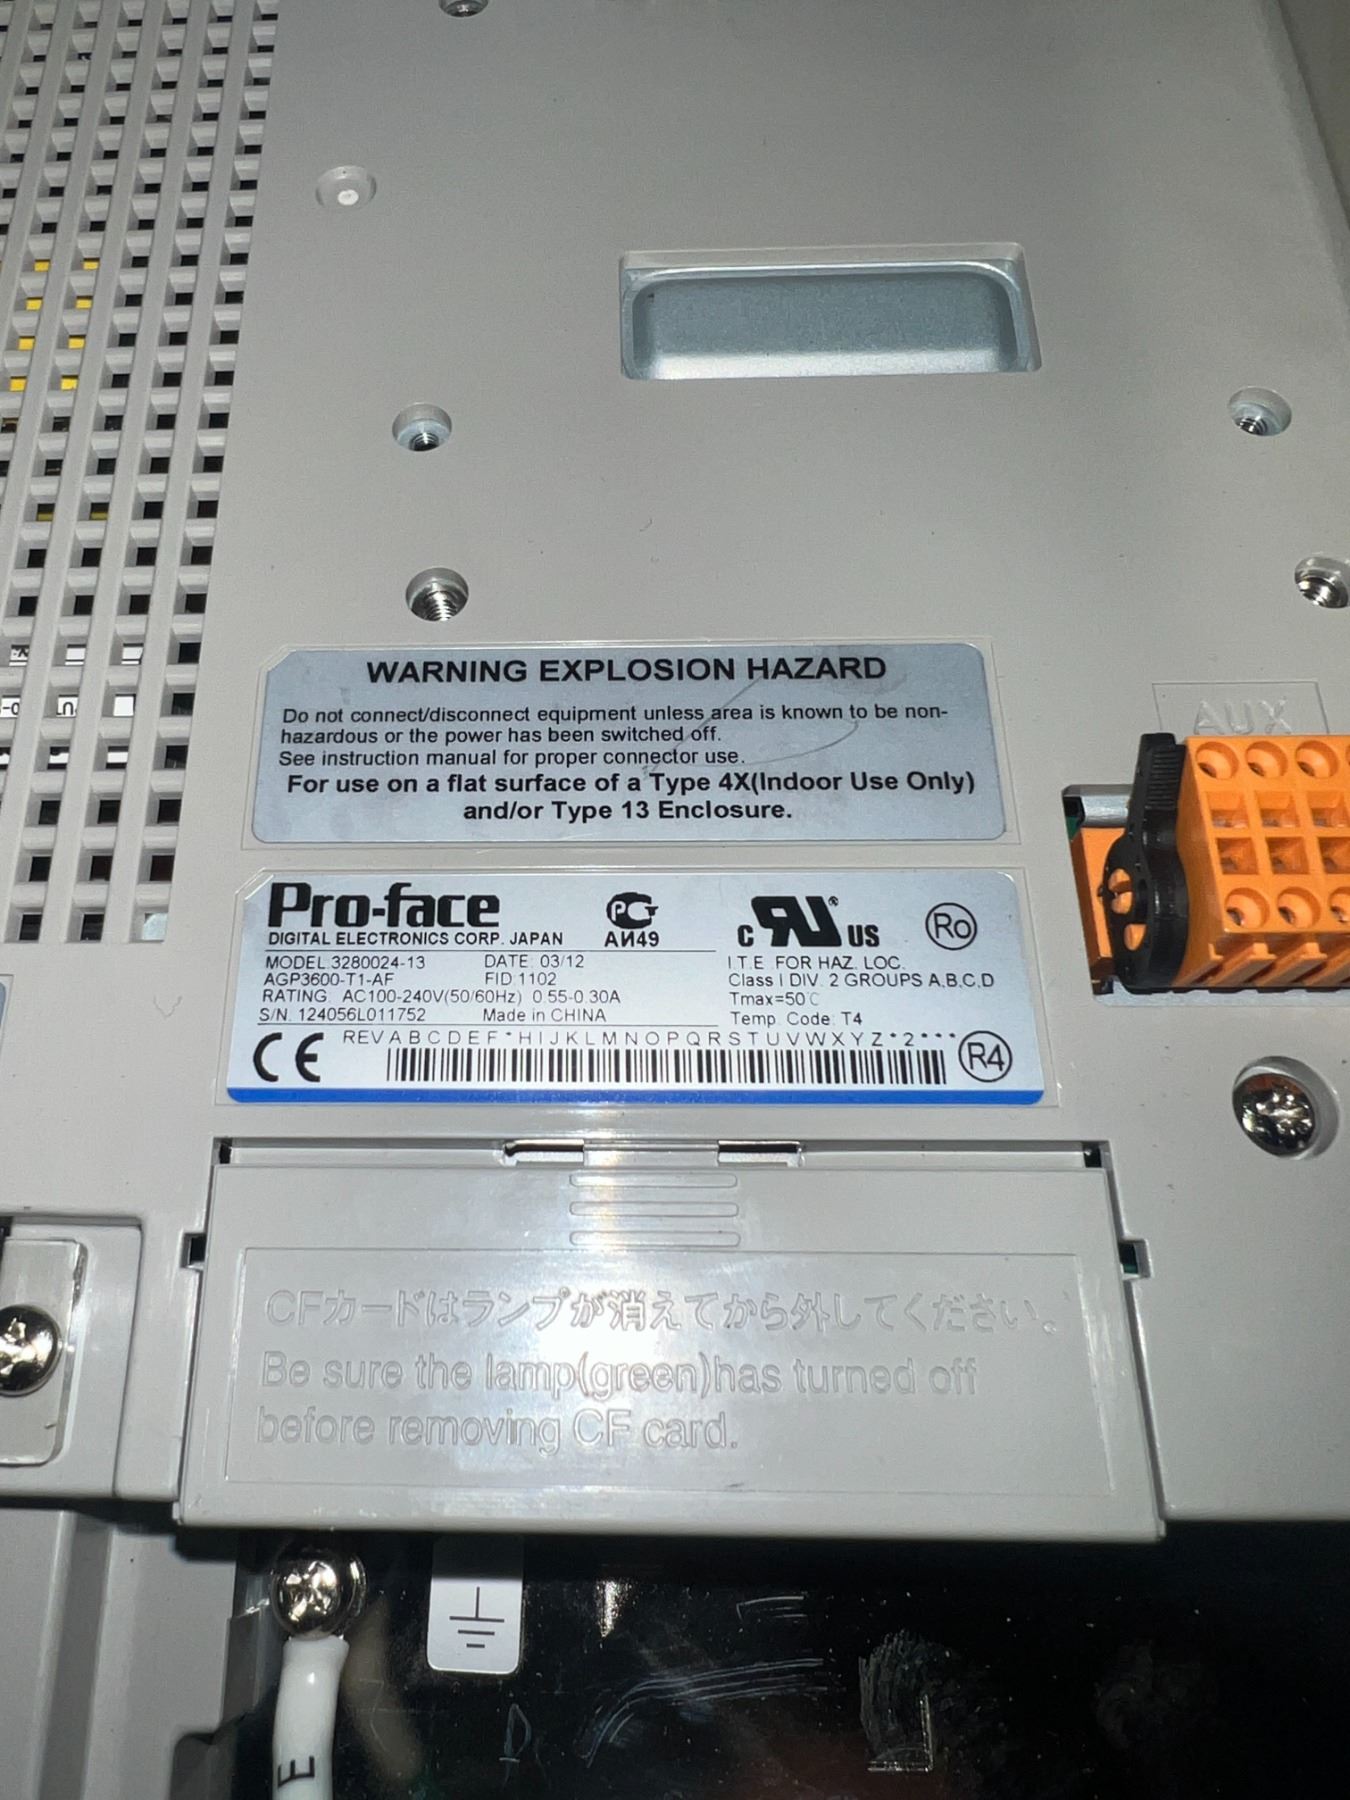 WARNING EXPLOSION HAZARD
Do not connect/disconnect equipment unless area is known to be non-
hazardous or the power has been switched off.
See instruction manual for proper connector use.
For use on a flat surface of a Type 4X(Indoor Use Only)
and/or Type 13 Enclosure.
AUX
Pro-face
DIGITAL ELECTRONICS CORP. JAPAN
MODEL 3280024-13 DATE: 03/12
AGP3600-T1-AF FID:1102
RATING: AC100-240V(50/60Hz) 0.55-0.30A
S/N. 124056L011752 Made in CHINA
РСТ
АИ49
c RU ® US
Ro
I.T.E. FOR HAZ. LOC.
Class I DIV. 2 GROUPS A,B,C,D
Tmax=50℃
Temp. Code: T4
CE
REV A B C D E F * H I J K L M N O P Q R S T U V W X Y Z * 2 * * *
R4
CFカードはランプが消えてから外してください。
Be sure the lamp(green)has turned off
before removing CF card.
E